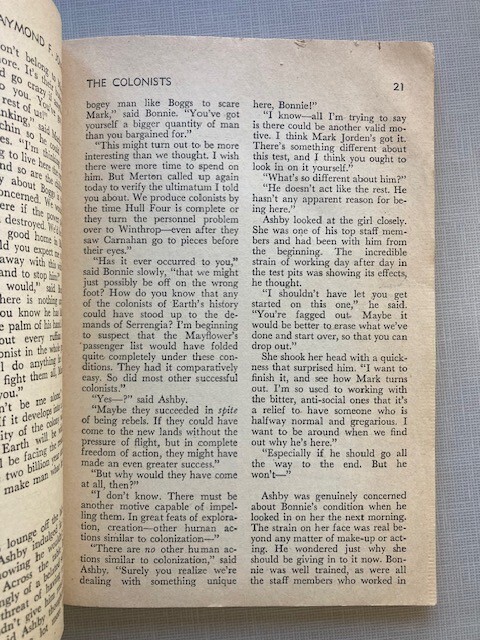 AYMOND F.
THE COLONISTS
21
bogey man like Boggs to scare
Mark," said Bonnie. "You've got
yourself a bigger quantity of man
than you bargained for."
"This might turn out to be more
interesting than we thought. I wish
there were more time to spend on
him. But Merton called up again
today to verify the ultimatum I told
you about. We produce colonists by
the time Hull Four is complete or
they turn the personnel problem
over to Winthrop—even after they
saw Carnahan go to pieces before
their eyes."
"Has it ever occurred to you,"
said Bonnie slowly, "that we might
just possibly be off on the wrong
foot? How do you know that any
of the colonists of Earth's history
could have stood up to the de-
mands of Serrengia? I'm beginning
to suspect that the Mayflower's
passenger list would have folded
quite completely under these con-
ditions. They had it comparatively
easy. So did most other successful
colonists."
"Yes—?" said Ashby.
"Maybe they succeeded in spite
of being rebels. If they could have
come to the new lands without the
pressure of flight, but in complete
freedom of action, they might have
made an even greater success."
"But why would they have come
at all, then?"
"I don't know. There must be
another motive capable of impel-
ling them. In great feats of explora-
tion, creation—other human ac-
tions similar to colonization—"
"There are no other human ac-
tions similar to colonization," said
Ashby. "Surely you realize we're
dealing with something unique
here, Bonnie!"
"I know—all I'm trying to say
is there could be another valid mo-
tive. I think Mark Jorden's got it.
There's something different about
this test, and I think you ought to
look in on it yourself."
"What's so different about him?"
"He doesn't act like the rest. He
hasn't any apparent reason for be-
ing here."
Ashby looked at the girl closely.
She was one of his top staff mem-
bers and had been with him from
the beginning. The incredible
strain of working day after day in
the test pits was showing its effects,
he thought.
"I shouldn't have let you get
started on this one," he said.
"You're fagged out. Maybe it
would be better to erase what we've
done and start over, so that you can
drop out."
She shook her head with a quick-
ness that surprised him. "I want to
finish it, and see how Mark turns
out. I'm so used to working with
the bitter, anti-social ones that it's
a relief to have someone who is
halfway normal and gregarious. I
want to be around when we find
out why he's here."
"Especially if he should go all
the way to the end. But he
won't—"
Ashby was genuinely concerned
about Bonnie's condition when he
looked in on her the next morning.
The strain on her face was real be-
yond any matter of make-up or act-
ing. He wondered just why she
should be giving in to it now. Bon-
nie was well trained, as were all
the staff members who worked in